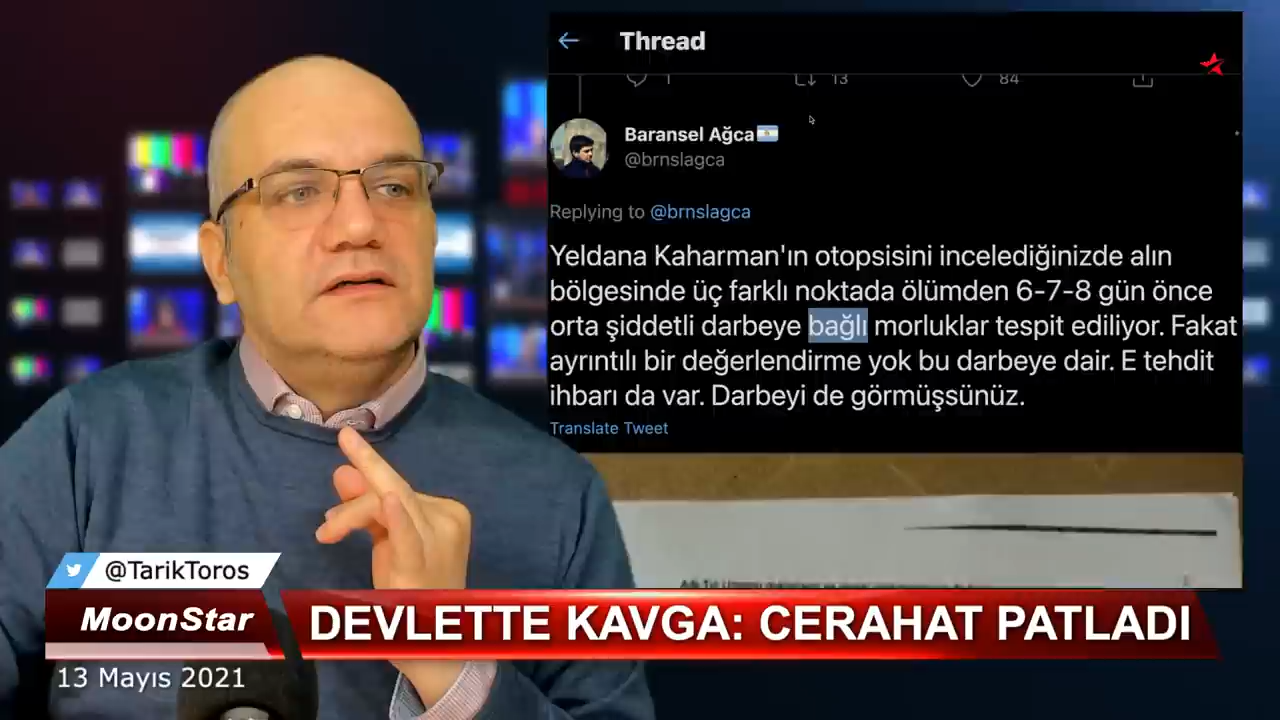 Thread
1 13 84
Baransel Ağca
@brnslagca
Replying to @brnslagca
Yeldana Kaharman'ın otopsisini incelediğinizde alın
bölgesinde üç farklı noktada ölümden 6-7-8 gün önce
orta şiddetli darbeye bağlı morluklar tespit ediliyor. Fakat
ayrıntılı bir değerlendirme yok bu darbeye dair. E tehdit
ihbarı da var. Darbeyi de görmüşsünüz.
Translate Tweet
@TarikToros
MoonStar
DEVLETTE KAVGA: CERAHAT PATLADI
13 Mayıs 2021